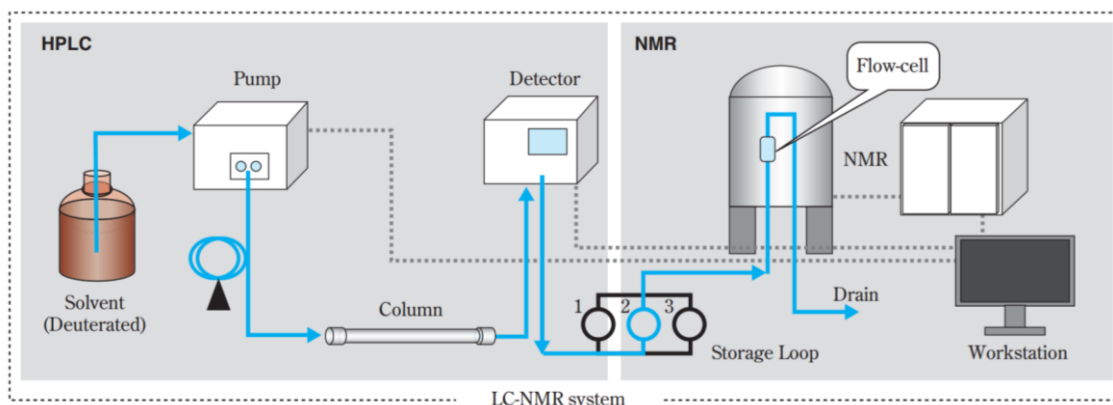 HPLC
NMR
Pump
Detector
Flow-cell
NMR
Solvent
(Deuterated)
Column
1 2 3
Storage Loop
Drain
Workstation
LC-NMR system